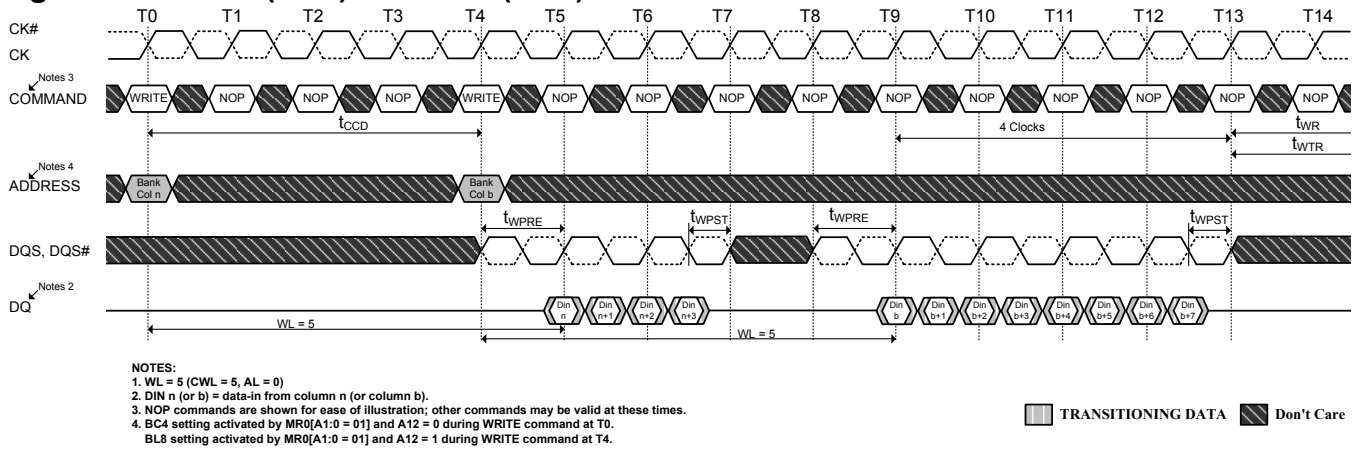 T0 T1 T2 T3 T4 T5 T6 T7 T8 T9 T10 T11 T12 T13 T14
CK#
CK
Notes 3
COMMAND WRITE NOP NOP NOP WRITE NOP NOP NOP NOP NOP NOP NOP NOP NOP NOP
tCCD 4 Clocks tWR
tWTR
Notes 4
ADDRESS
Bank Bank
Col n Col b
tWPRE tWPST tWPRE tWPST
DQS, DQS#
Notes 2
DQ
Din Din Din Din Din Din Din Din Din Din Din Din
n n+1 n+2 n+3 b b+1 b+2 b+3 b+4 b+5 b+6 b+7
WL = 5 WL = 5
NOTES:
1. WL = 5 (CWL = 5, AL = 0)
2. DIN n (or b) = data-in from column n (or column b).
3. NOP commands are shown for ease of illustration; other commands may be valid at these times.
4. BC4 setting activated by MR0[A1:0 = 01] and A12 = 0 during WRITE command at T0.
BL8 setting activated by MR0[A1:0 = 01] and A12 = 1 during WRITE command at T4.
TRANSITIONING DATA Don't Care